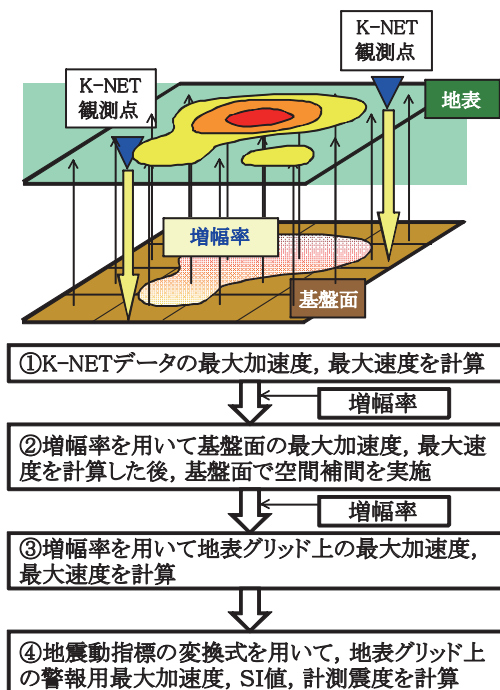 K-NET
観測点
K-NET
観測点
地表
増幅率
基盤面
①K-NETデータの最大加速度，最大速度を計算
増幅率
②増幅率を用いて基盤面の最大加速度，最大速
度を計算した後，基盤面で空間補間を実施
増幅率
③増幅率を用いて地表グリッド上の最大加速度，
最大速度を計算
④地震動指標の変換式を用いて，地表グリッド上
の警報用最大加速度，SI値，計測震度を計算